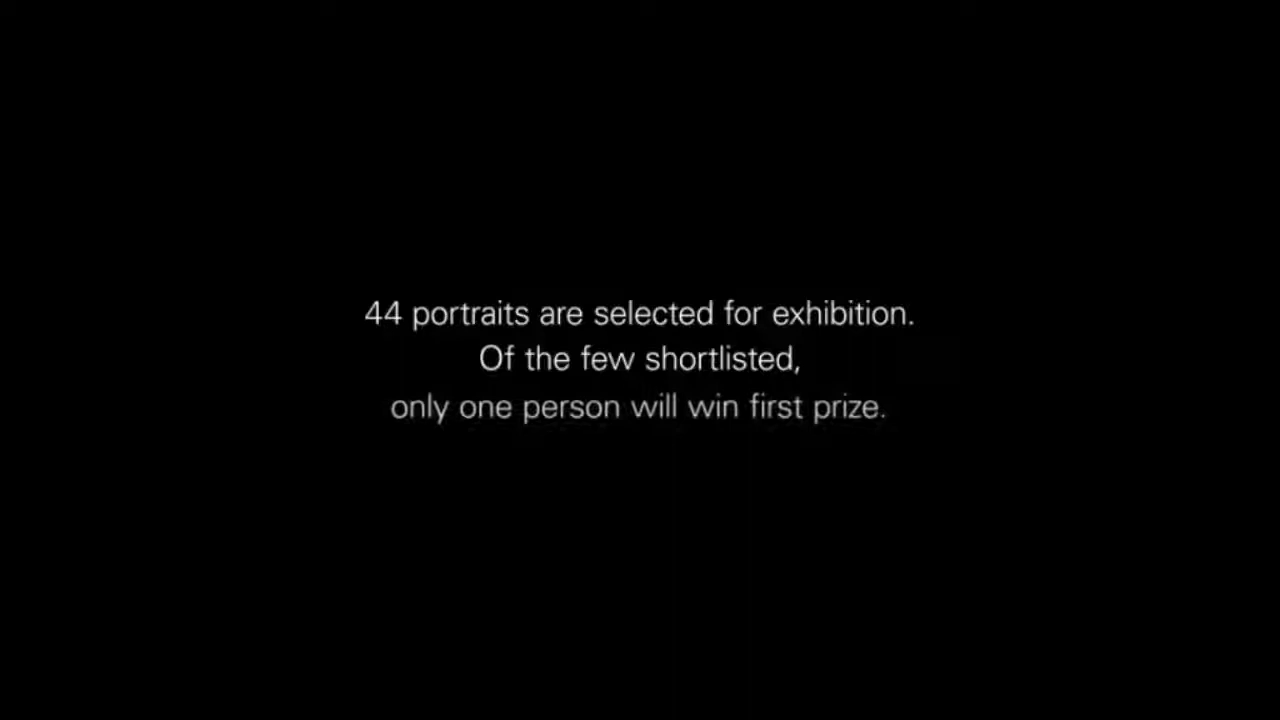 44 portraits are selected for exhibition.
Of the few shortlisted,
only one person will win first prize.